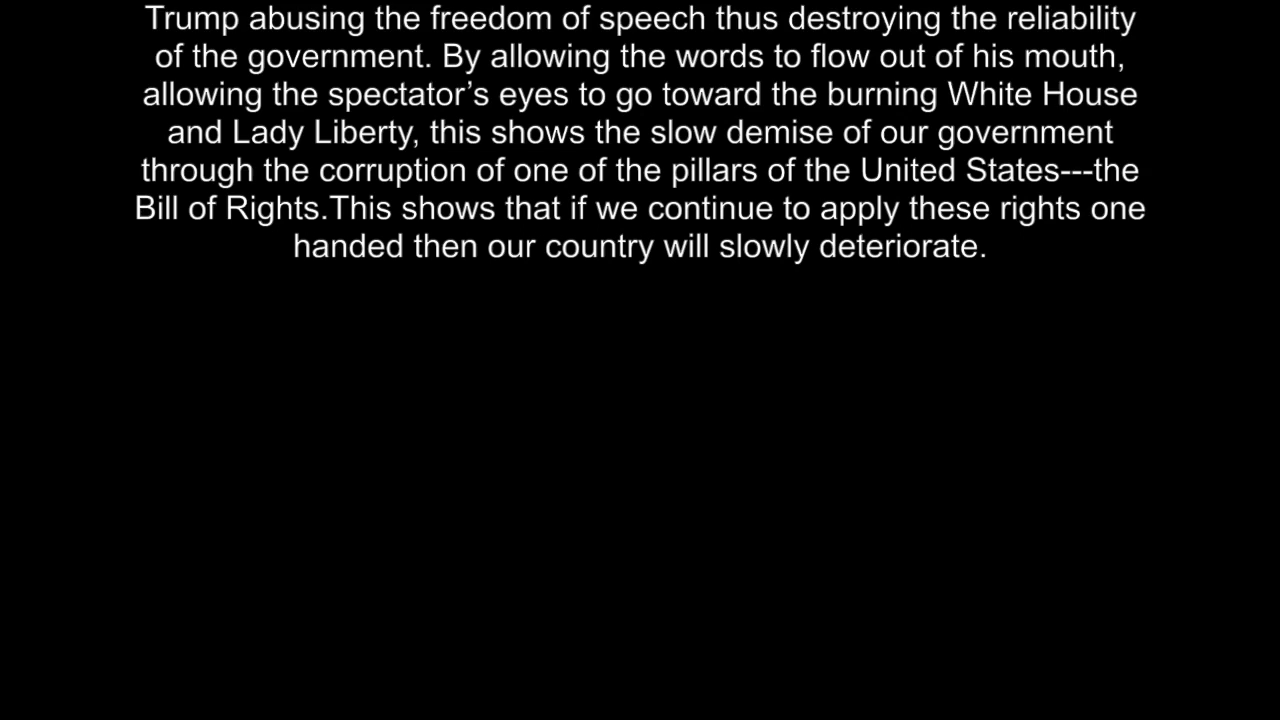 Trump abusing the freedom of speech thus destroying the reliability
of the government. By allowing the words to flow out of his mouth,
allowing the spectator’s eyes to go toward the burning White House
and Lady Liberty, this shows the slow demise of our government
through the corruption of one of the pillars of the United States---the
Bill of Rights.This shows that if we continue to apply these rights one
handed then our country will slowly deteriorate.